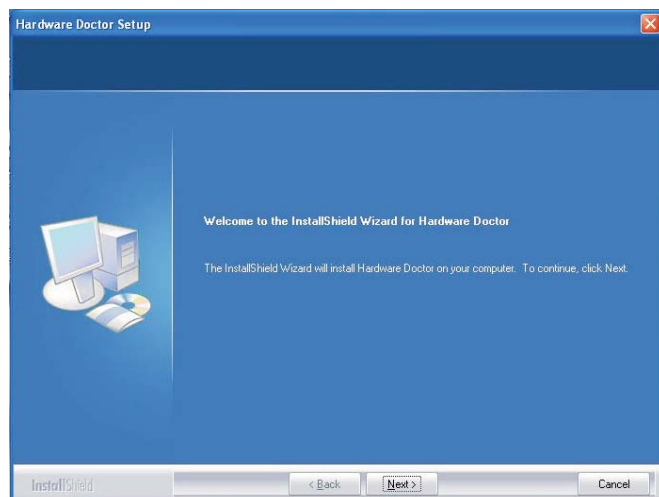 Hardware Doctor Setup
Welcome to the InstallShield Wizard for Hardware Doctor
The InstallShield Wizard will install Hardware Doctor on your computer.  To continue, click Next.
InstallShield
< Back
Next >
Cancel